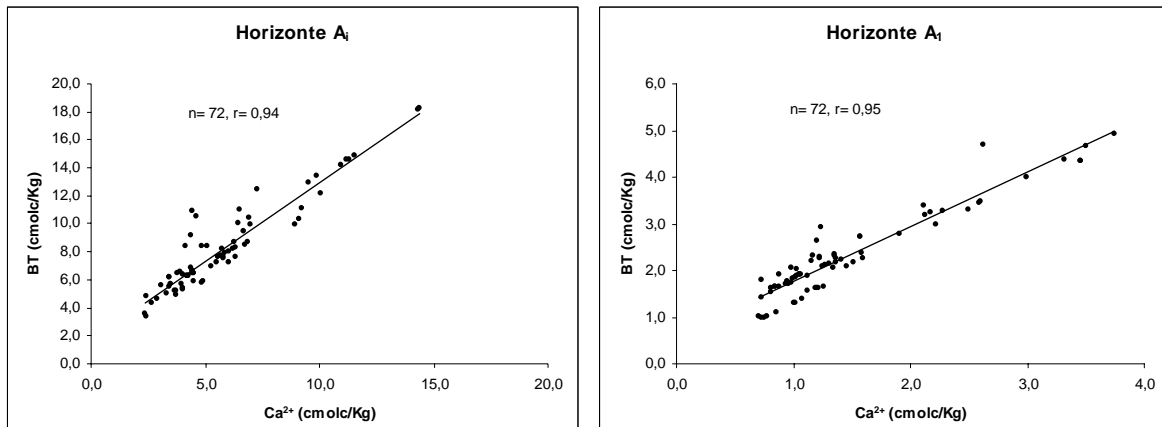 Horizonte Ai
BT (cmolc/Kg)
20,0
18,0
16,0
14,0
12,0
10,0
8,0
6,0
4,0
2,0
0,0
n= 72, r= 0,94
0,0 5,0 10,0 15,0 20,0
Ca²⁺ (cmolc/Kg)
Horizonte A₁
BT (cmolc/Kg)
6,0
5,0
4,0
3,0
2,0
1,0
0,0
n= 72, r= 0,95
0,0 1,0 2,0 3,0 4,0
Ca²⁺ (cmolc/Kg)